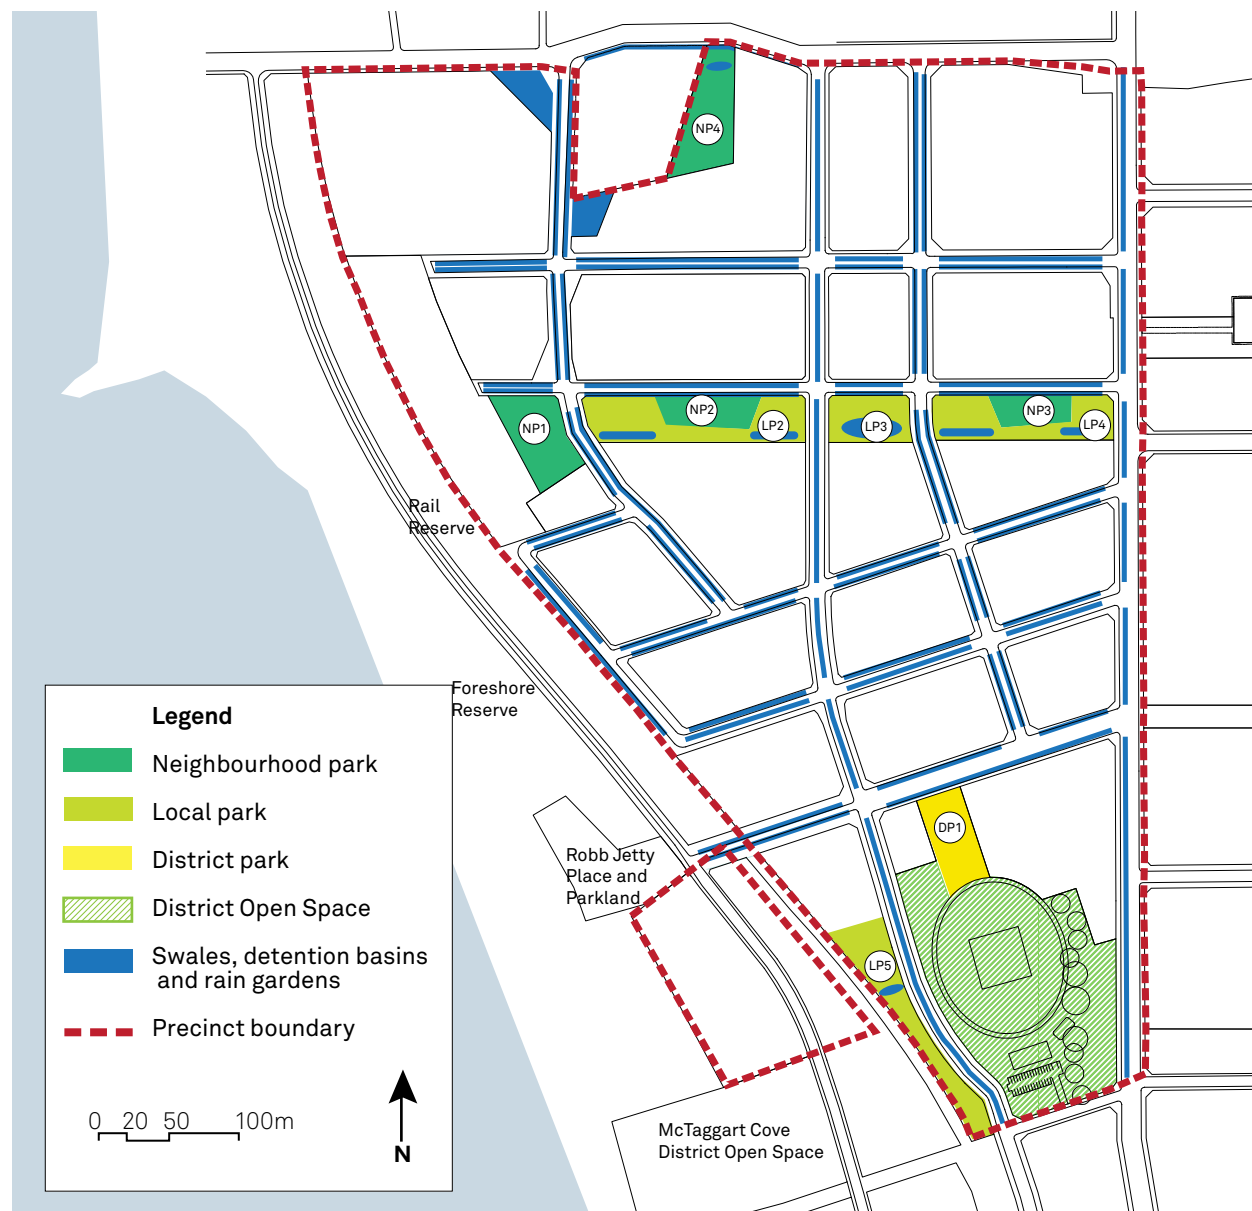 NP4
NP1
NP2
LP2
LP3
NP3
LP4
Rail
Reserve
Foreshore
Reserve
Robb Jetty
Place and
Parkland
DP1
LP5
McTaggart Cove
District Open Space
Legend
Neighbourhood park
Local park
District park
District Open Space
Swales, detention basins
and rain gardens
Precinct boundary
0 20 50 100m
N